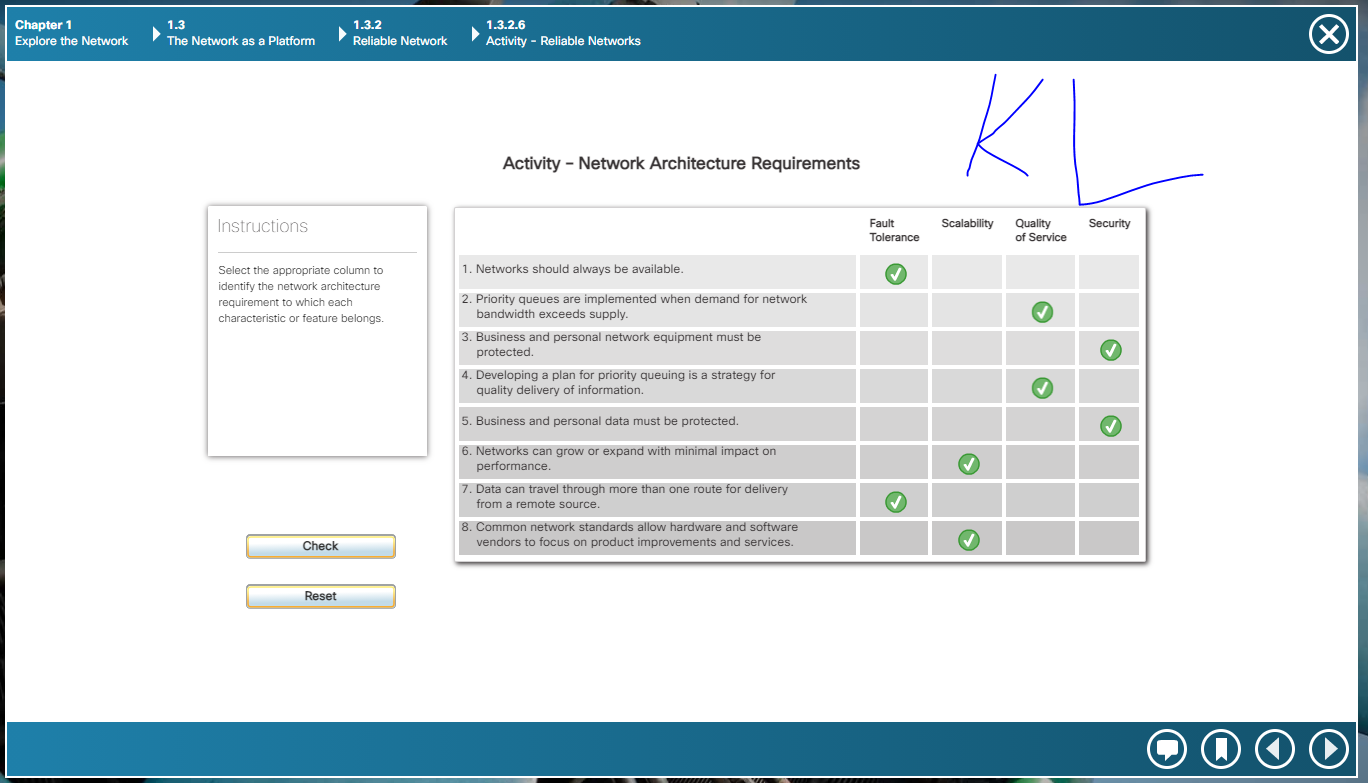 Chapter 1
Explore the Network
1.3
The Network as a Platform
1.3.2
Reliable Network
1.3.2.6
Activity – Reliable Networks
KL
Activity – Network Architecture Requirements
Instructions
Select the appropriate column to
identify the network architecture
requirement to which each
characteristic or feature belongs.
Check
Reset
Fault
Tolerance
Scalability
Quality
of Service
Security
1. Networks should always be available.
2. Priority queues are implemented when demand for network
bandwidth exceeds supply.
3. Business and personal network equipment must be
protected.
4. Developing a plan for priority queuing is a strategy for
quality delivery of information.
5. Business and personal data must be protected.
6. Networks can grow or expand with minimal impact on
performance.
7. Data can travel through more than one route for delivery
from a remote source.
8. Common network standards allow hardware and software
vendors to focus on product improvements and services.